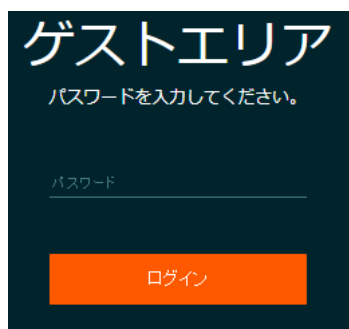 ゲストエリア
パスワードを入力してください。
パスワード
ログイン